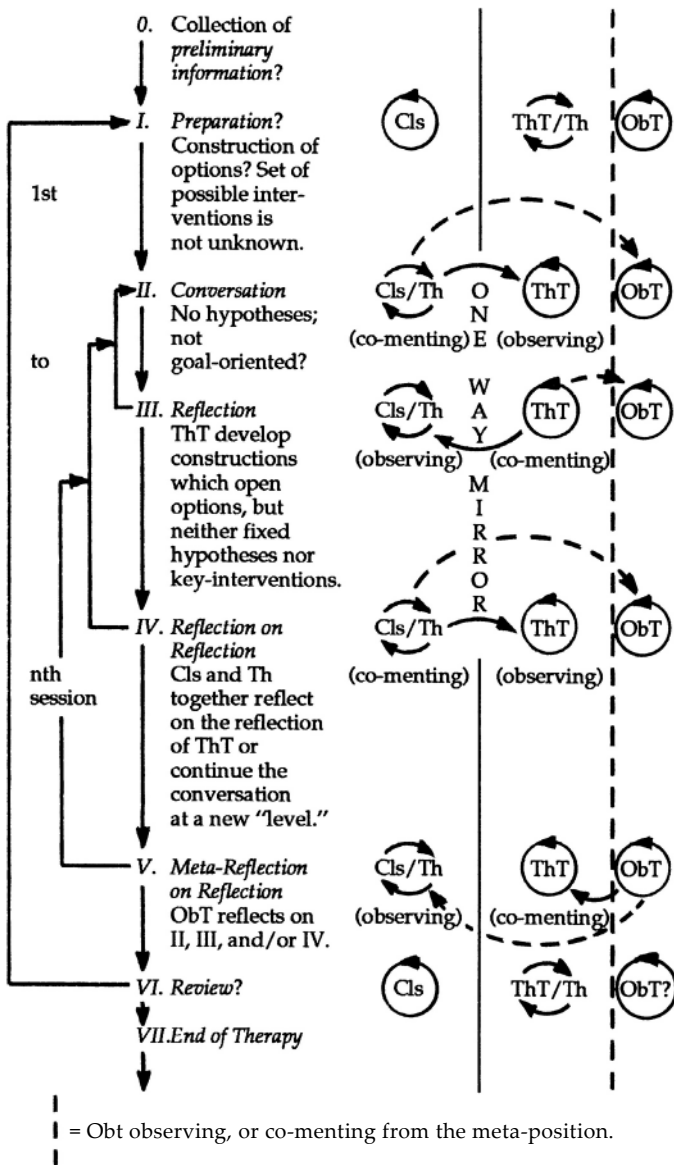 0. Collection of
preliminary
information?
I. Preparation?
Construction of
options? Set of
possible inter-
ventions is
not unknown.
1st
II. Conversation
No hypotheses;
not
goal-oriented?
to
III. Reflection
ThT develop
constructions
which open
options, but
neither fixed
hypotheses nor
key-interventions.
IV. Reflection on
Reflection
Cls and Th
together reflect
on the reflection
of ThT or
continue the
conversation
at a new "level."
nth
session
V. Meta-Reflection
on Reflection
ObT reflects on
II, III, and/or IV.
VI. Review?
VII. End of Therapy
Cls ThT/Th ObT
Cls/Th ThT ObT
(co-menting) (observing)
Cls/Th ThT ObT
(observing) (co-menting)
ONE WAY MIRROR
Cls/Th ThT ObT
(co-menting) (observing)
Cls/Th ThT ObT
(observing) (co-menting)
Cls ThT/Th ObT?
= Obt observing, or co-menting from the meta-position.